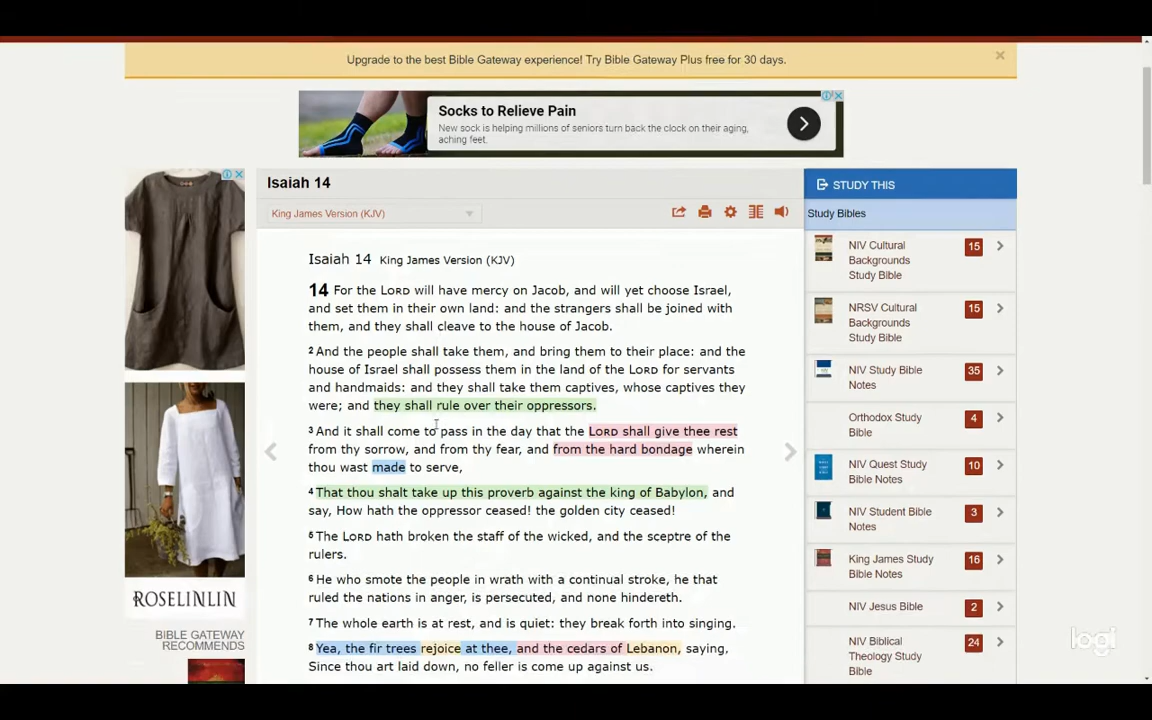 Upgrade to the best Bible Gateway experience! Try Bible Gateway Plus free for 30 days.
×
Socks to Relieve Pain
New sock is helping millions of seniors turn back the clock on their aging,
aching feet.
Isaiah 14
King James Version (KJV)
Isaiah 14 King James Version (KJV)
14 For the LORD will have mercy on Jacob, and will yet choose Israel,
and set them in their own land: and the strangers shall be joined with
them, and they shall cleave to the house of Jacob.
2 And the people shall take them, and bring them to their place: and the
house of Israel shall possess them in the land of the LORD for servants
and handmaids: and they shall take them captives, whose captives they
were; and they shall rule over their oppressors.
3 And it shall come to pass in the day that the LORD shall give thee rest
from thy sorrow, and from thy fear, and from the hard bondage wherein
thou wast made to serve,
4 That thou shalt take up this proverb against the king of Babylon, and
say, How hath the oppressor ceased! the golden city ceased!
5 The LORD hath broken the staff of the wicked, and the sceptre of the
rulers.
6 He who smote the people in wrath with a continual stroke, he that
ruled the nations in anger, is persecuted, and none hindereth.
7 The whole earth is at rest, and is quiet: they break forth into singing.
8 Yea, the fir trees rejoice at thee, and the cedars of Lebanon, saying,
Since thou art laid down, no feller is come up against us.
ROSELINLIN
BIBLE GATEWAY
RECOMMENDS
STUDY THIS
Study Bibles
NIV Cultural 15
Backgrounds
Study Bible
NRSV Cultural 15
Backgrounds
Study Bible
NIV Study Bible 35
Notes
Orthodox Study 4
Bible
NIV Quest Study 10
Bible Notes
NIV Student Bible 3
Notes
King James Study 16
Bible Notes
NIV Jesus Bible 2
NIV Biblical 24
Theology Study
Bible
logi